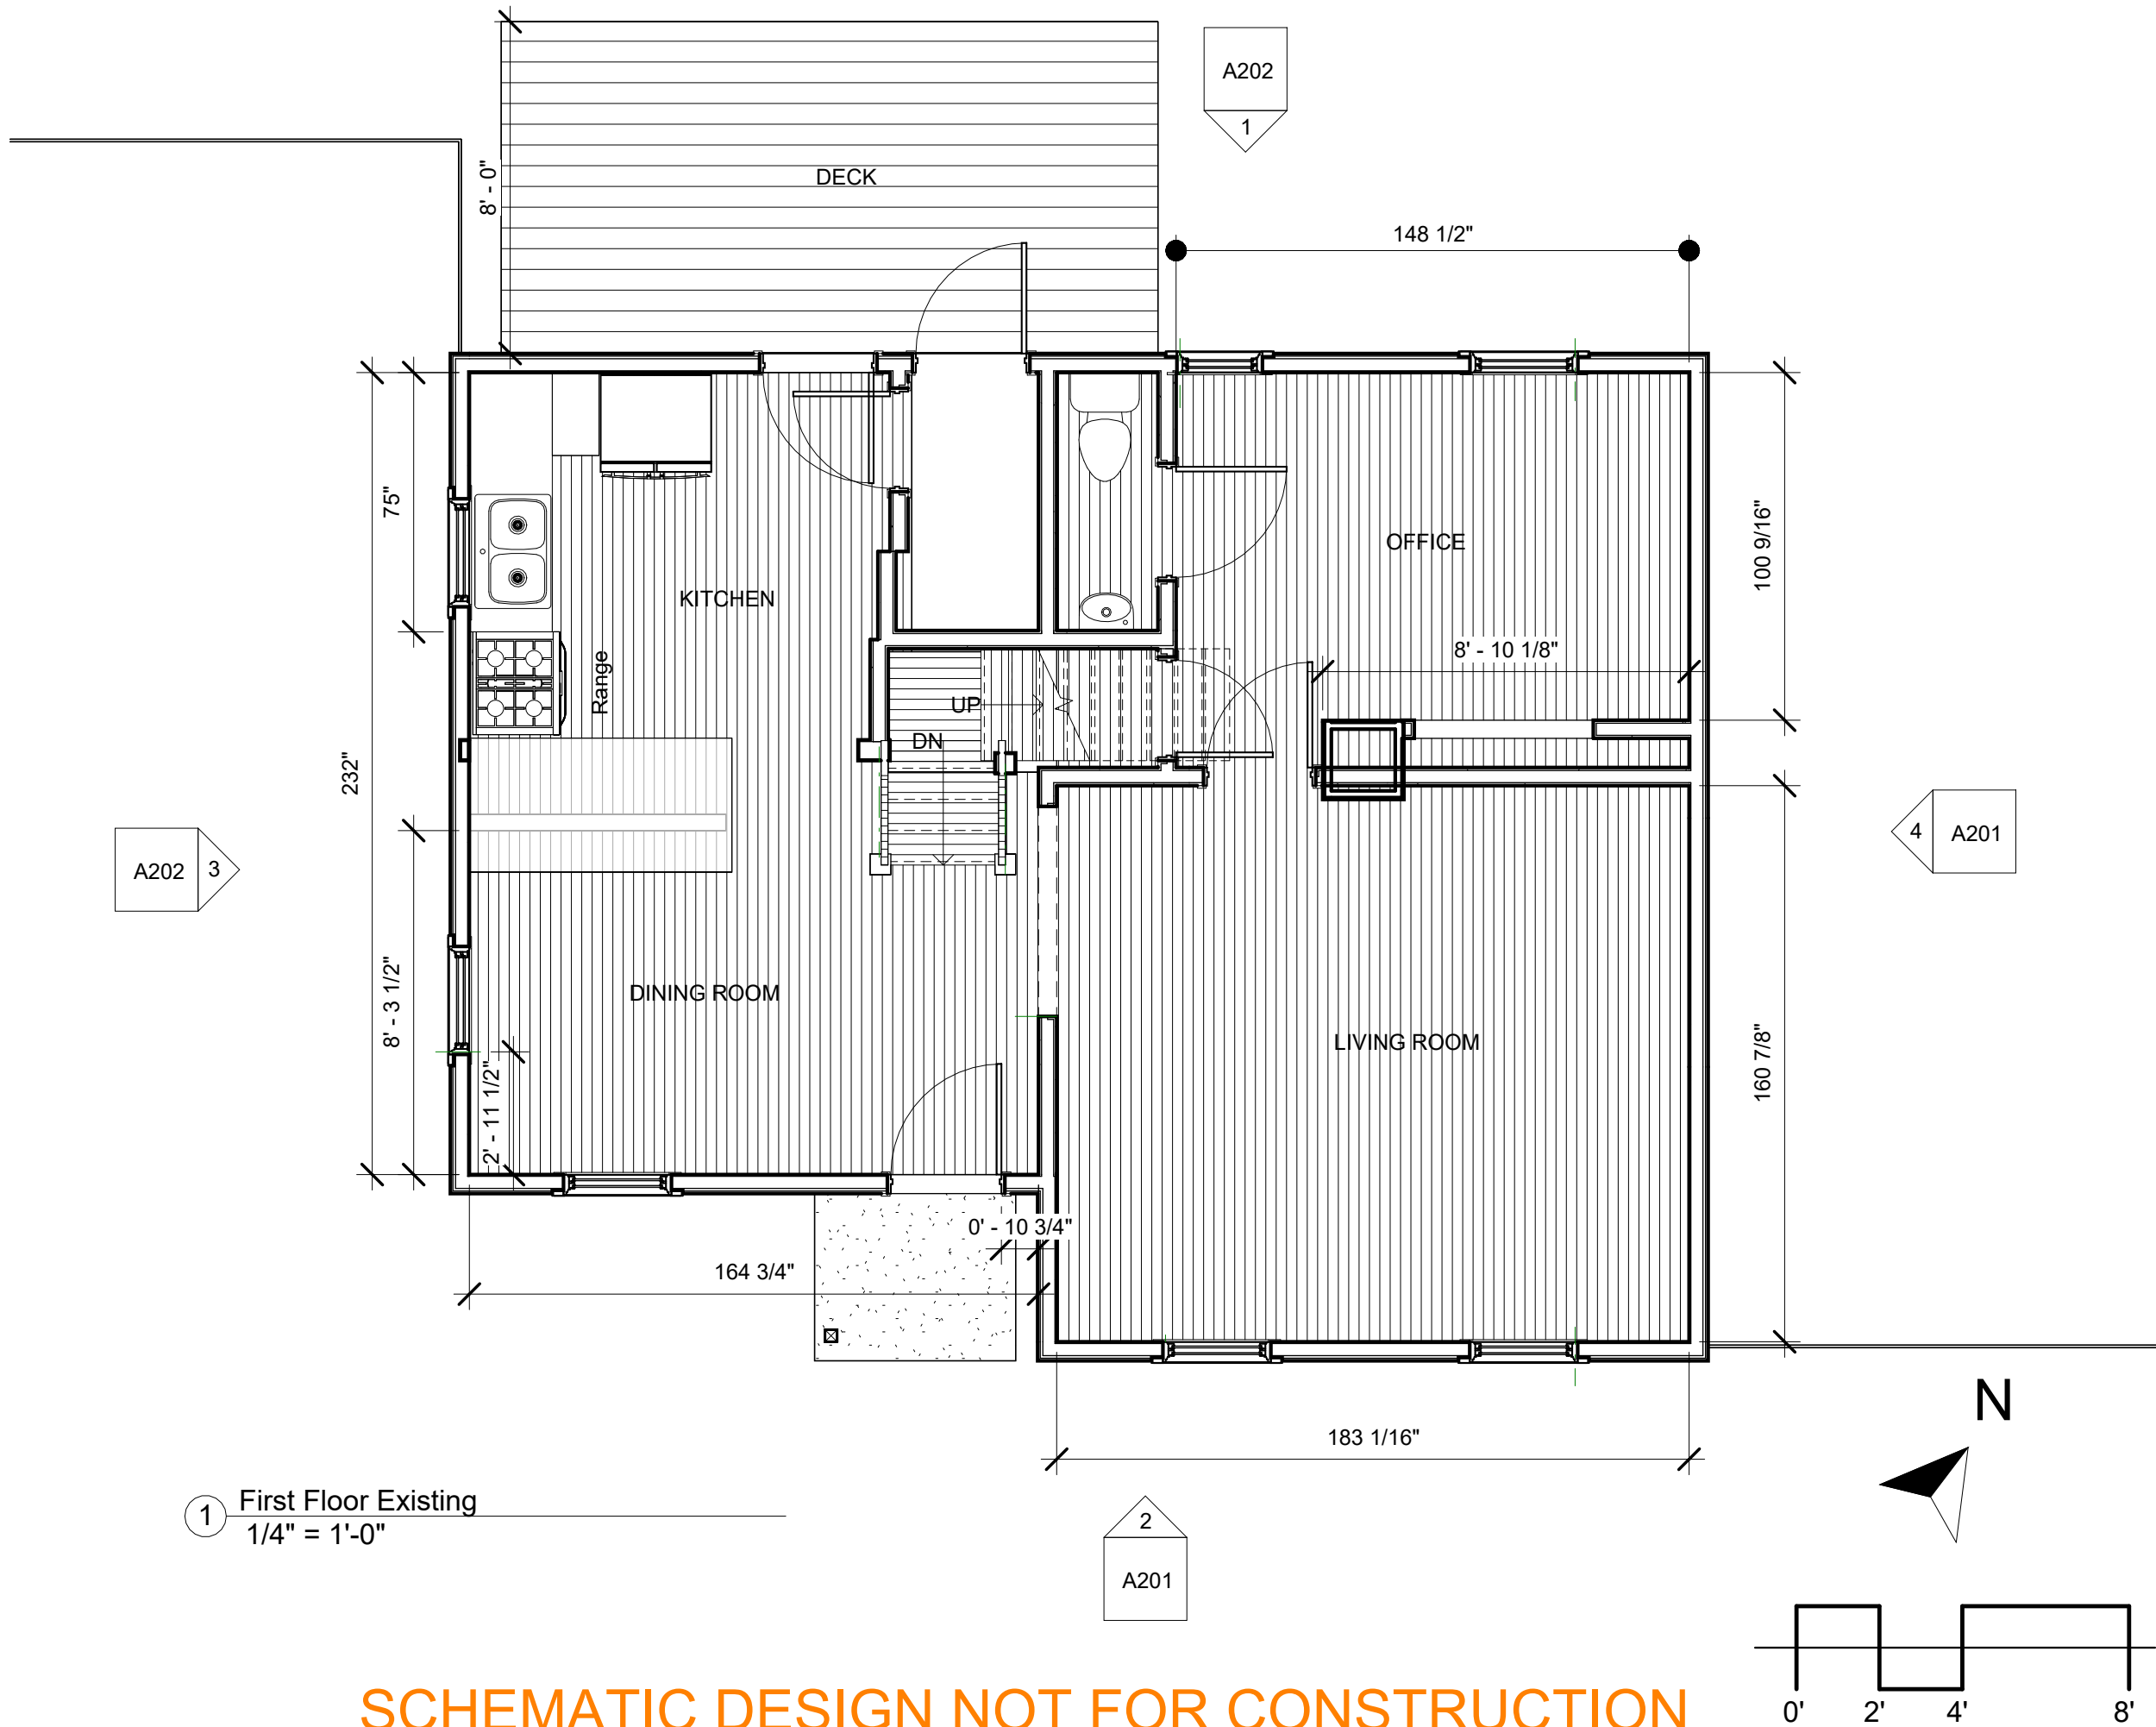 A202
1
DECK
8' - 0"
148 1/2"
75"
OFFICE
100 9/16"
KITCHEN
8' - 10 1/8"
Range
UP
DN
232"
A202
3
4
A201
8' - 3 1/2"
DINING ROOM
LIVING ROOM
160 7/8"
2' - 11 1/2"
0' - 10 3/4"
164 3/4"
183 1/16"
N
1
First Floor Existing
1/4" = 1'-0"
2
A201
0' 2' 4' 8'
SCHEMATIC DESIGN NOT FOR CONSTRUCTION